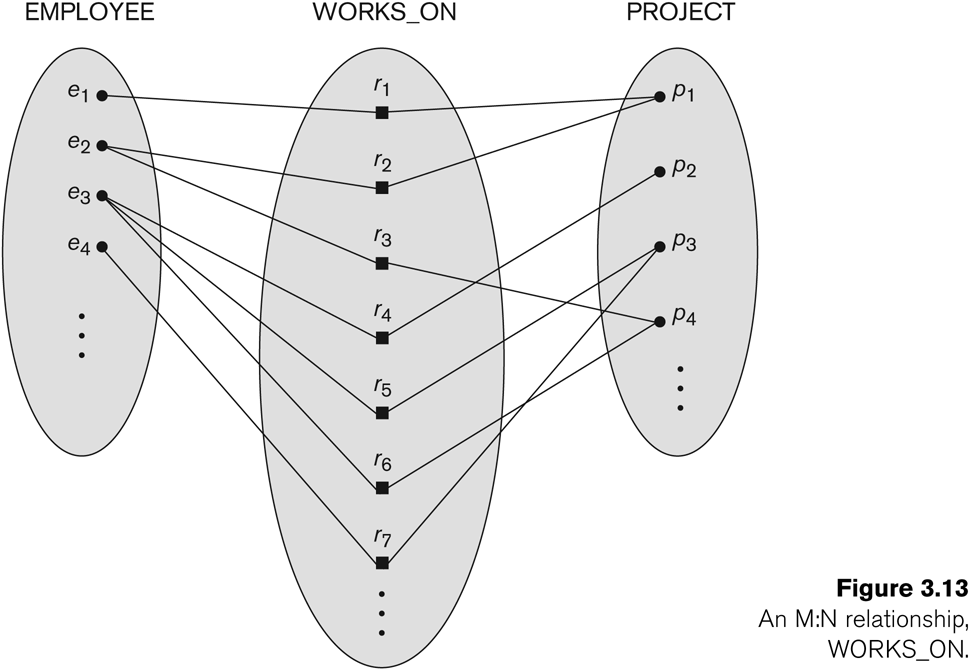 EMPLOYEE
WORKS_ON
PROJECT
e1
e2
e3
e4
r1
r2
r3
r4
r5
r6
r7
p1
p2
p3
p4
Figure 3.13
An M:N relationship,
WORKS_ON.